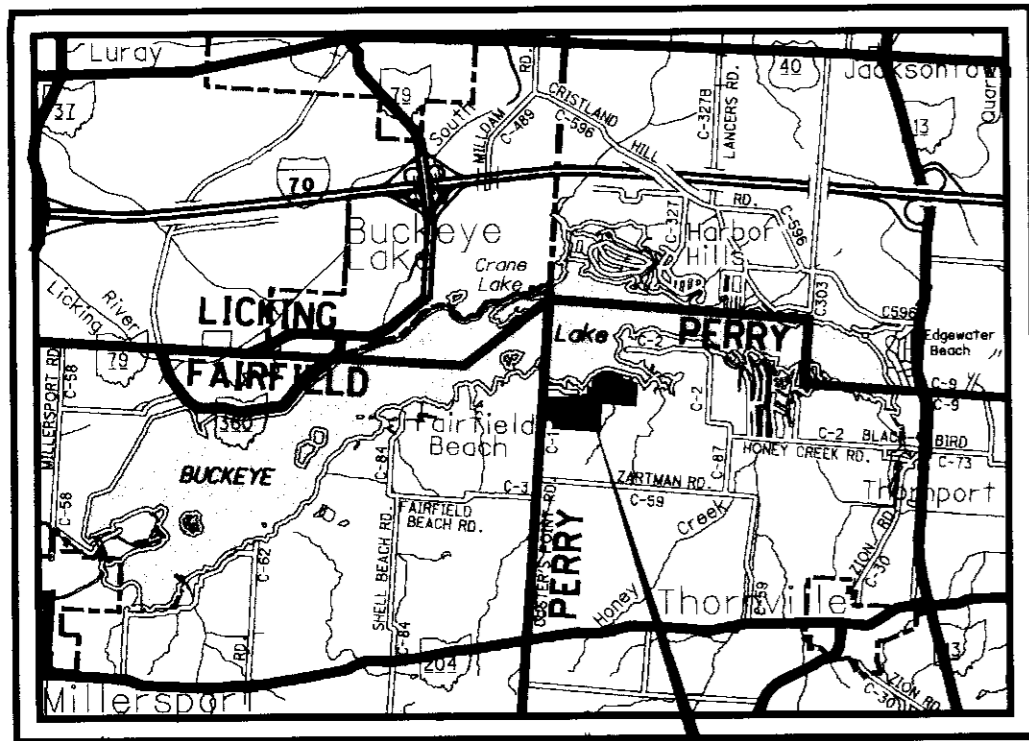 Luray
37
79
South
MILLDAM
RD.
C-489
CRISTLAND
C-596
HILL
RD.
C-327B
LANCERS RD.
40
Jacksontown
13
Quarry
70
Buckeye
Lake
Crane
Lake
C-327
Harbor
Hills
C-596
C-303
C596
Edgewater
Beach
LICKING
Licking
River
79
FAIRFIELD
360
Lake
PERRY
C-2
C-2
C-9
C-9
MILLERSPORT RD
C-58
C-58
BUCKEYE
Fairfield
Beach
C-84
C-3
FAIRFIELD
BEACH RD.
SHELL BEACH RD.
C-84
C-62
RD.
C-2
BLACK
BIRD
HONEY CREEK RD.
C-73
C-87
ZARTMAN RD.
C-59
Creek
Honey
Thornport
ZION RD
C-30
PERRY
Thornville
C-59
204
13
ZION RD
C-30
Millersport